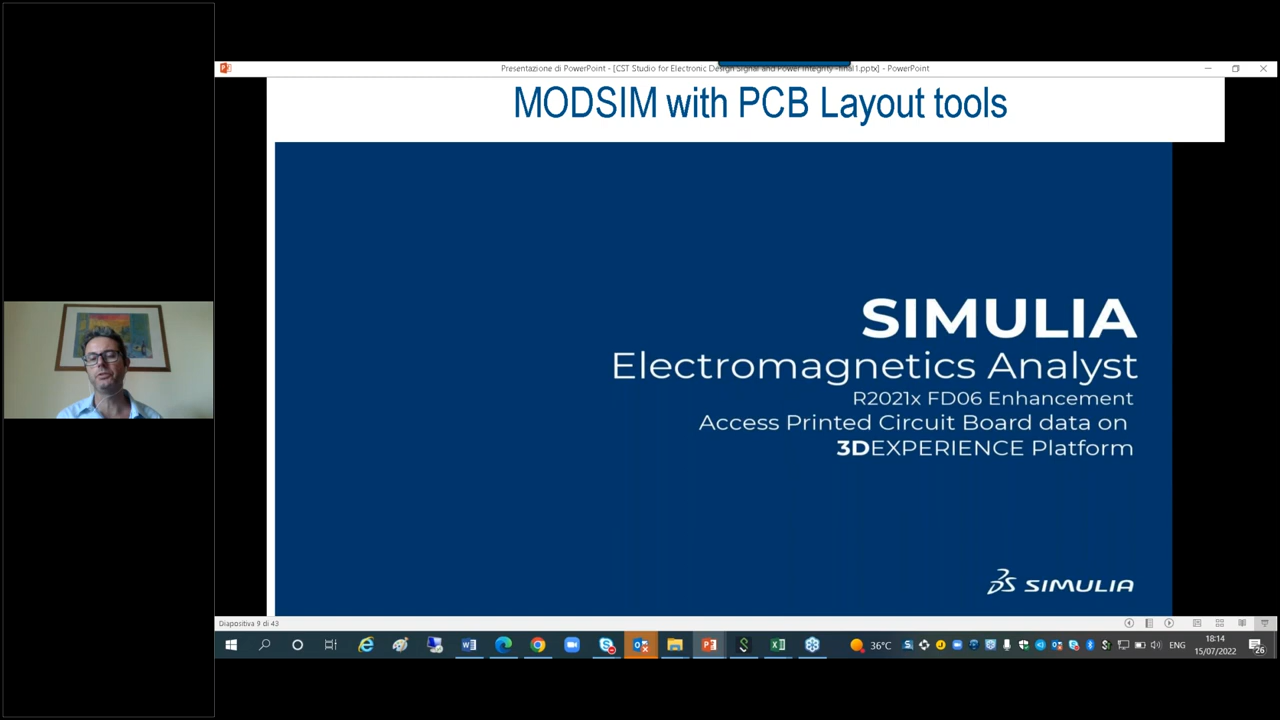 Presentazione di PowerPoint - [CST Studio for Electronic Design Signal and Power Integrity -final1.pptx] - PowerPoint
MODSIM with PCB Layout tools
SIMULIA
Electromagnetics Analyst
R2021x FD06 Enhancement
Access Printed Circuit Board data on
3DEXPERIENCE Platform
SIMULIA
Diapositiva 9 di 43
36°C
ENG
18:14
15/07/2022
26